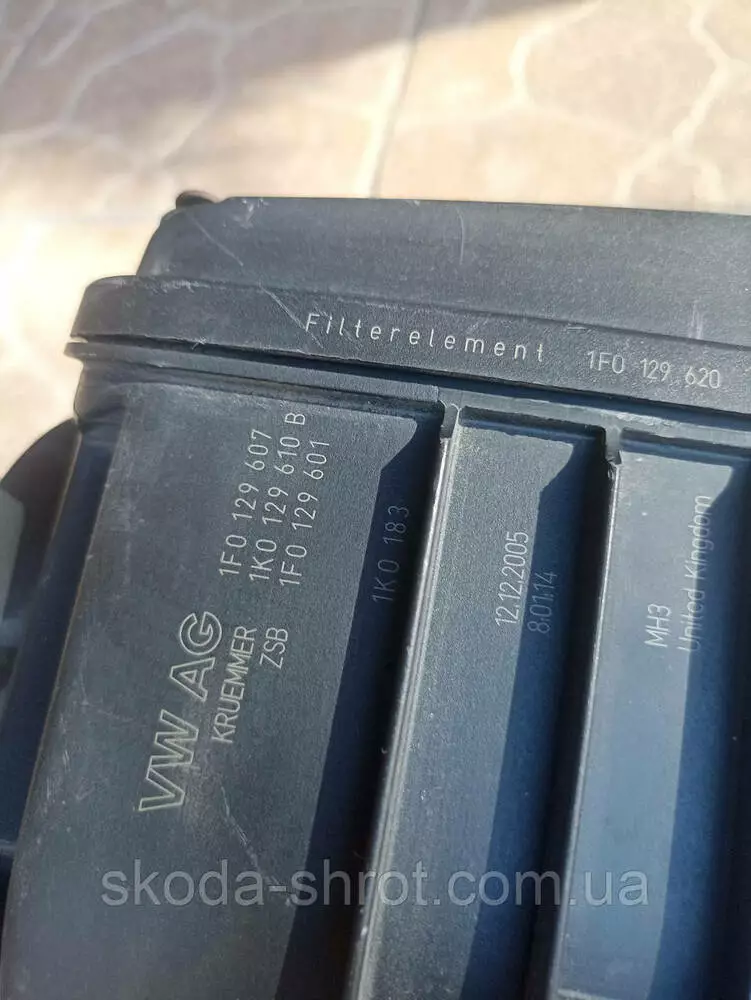 Filterelement 1F0 129 620
VW AG 1F0 129 607
KRUEMMER 1K0 129 610 B
ZSB 1F0 129 601
1K0 183
12.12.2005
8.01.14
MH3
United Kingdom
skoda-shrot.com.ua